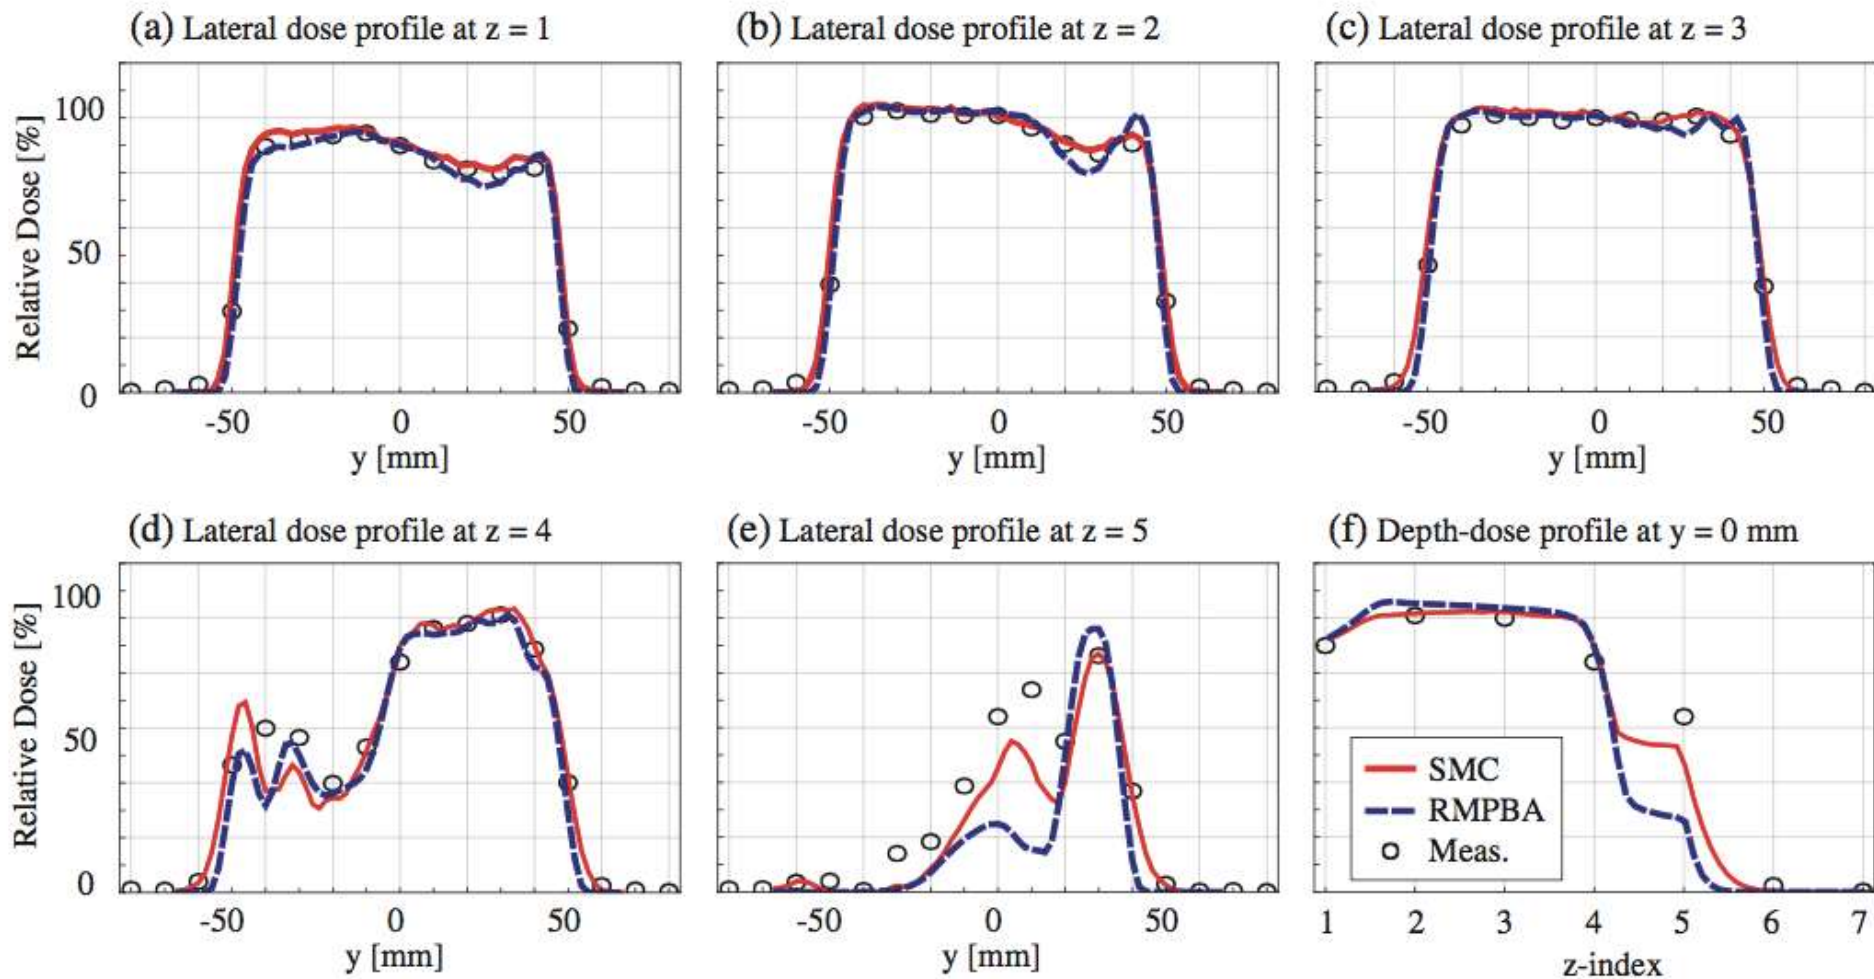 (a) Lateral dose profile at z = 1
(b) Lateral dose profile at z = 2
(c) Lateral dose profile at z = 3
Relative Dose [%]
100
50
0
-50 0 50
y [mm]
-50 0 50
y [mm]
-50 0 50
y [mm]
(d) Lateral dose profile at z = 4
(e) Lateral dose profile at z = 5
(f) Depth-dose profile at y = 0 mm
Relative Dose [%]
100
50
0
-50 0 50
y [mm]
-50 0 50
y [mm]
SMC
RMPBA
Meas.
1 2 3 4 5 6 7
z-index